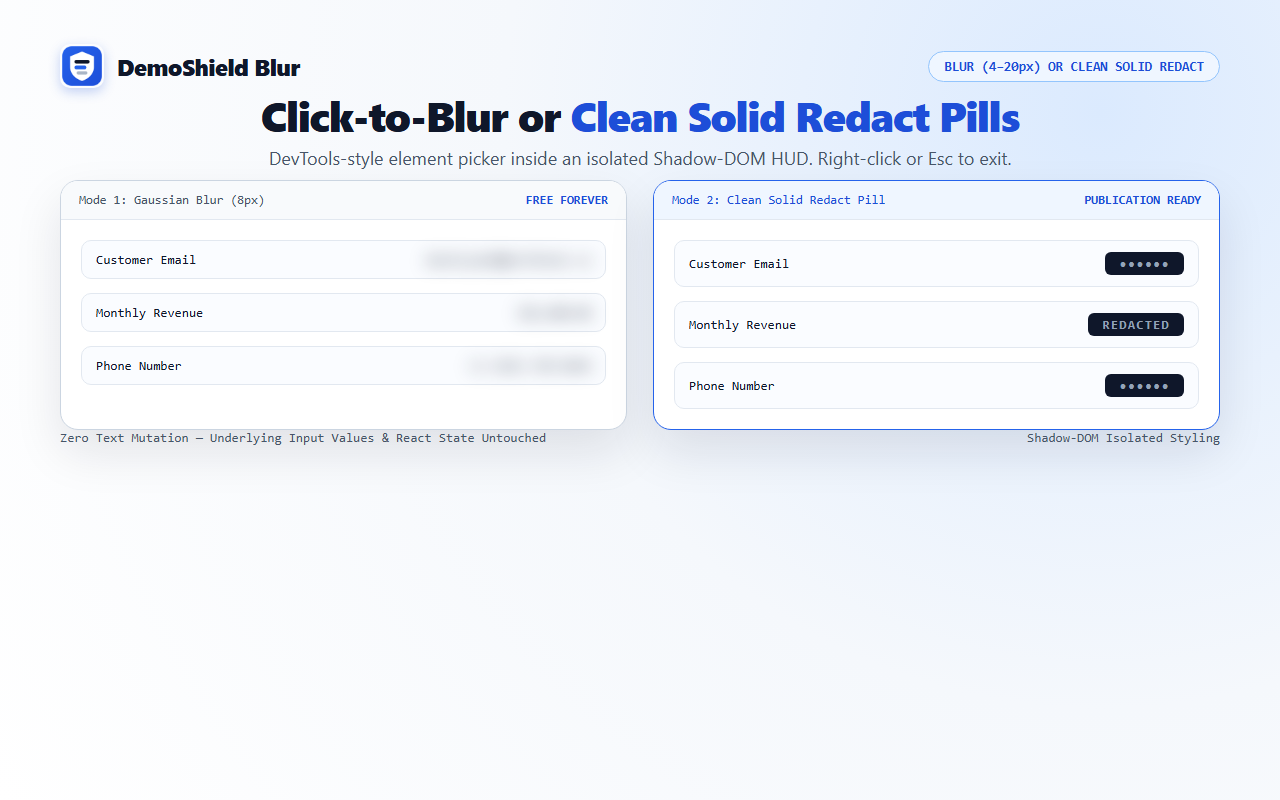 DemoShield Blur
BLUR (4–20px) OR CLEAN SOLID REDACT
Click-to-Blur or Clean Solid Redact Pills
DevTools-style element picker inside an isolated Shadow-DOM HUD. Right-click or Esc to exit.
Mode 1: Gaussian Blur (8px)
FREE FOREVER
Customer Email
Monthly Revenue
Phone Number
Mode 2: Clean Solid Redact Pill
PUBLICATION READY
Customer Email
••••••
Monthly Revenue
REDACTED
Phone Number
••••••
Zero Text Mutation — Underlying Input Values & React State Untouched
Shadow-DOM Isolated Styling